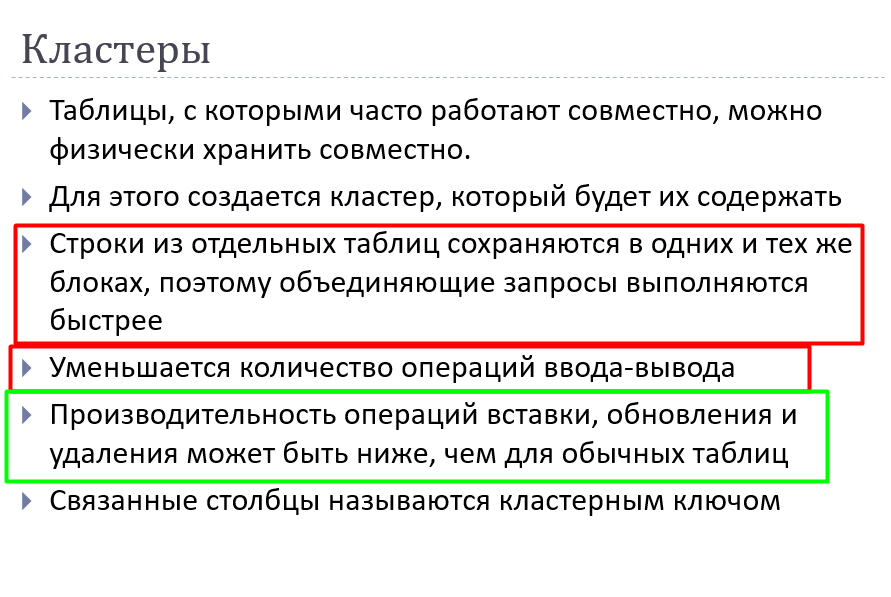 Кластеры
Таблицы, с которыми часто работают совместно, можно
физически хранить совместно.
Для этого создается кластер, который будет их содержать
Строки из отдельных таблиц сохраняются в одних и тех же
блоках, поэтому объединяющие запросы выполняются
быстрее
Уменьшается количество операций ввода-вывода
Производительность операций вставки, обновления и
удаления может быть ниже, чем для обычных таблиц
Связанные столбцы называются кластерным ключом